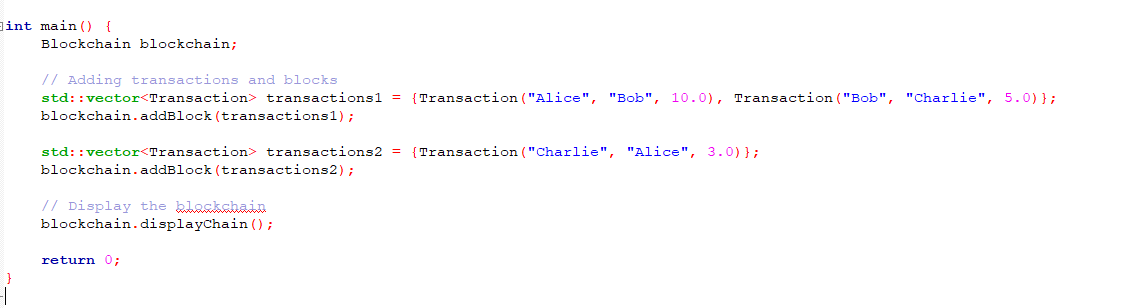 int main() {
Blockchain blockchain;
// Adding transactions and blocks
std::vector<Transaction> transactions1 = {Transaction("Alice", "Bob", 10.0), Transaction("Bob", "Charlie", 5.0)};
blockchain.addBlock(transactions1);
std::vector<Transaction> transactions2 = {Transaction("Charlie", "Alice", 3.0)};
blockchain.addBlock(transactions2);
// Display the blockchain
blockchain.displayChain();
return 0;
}